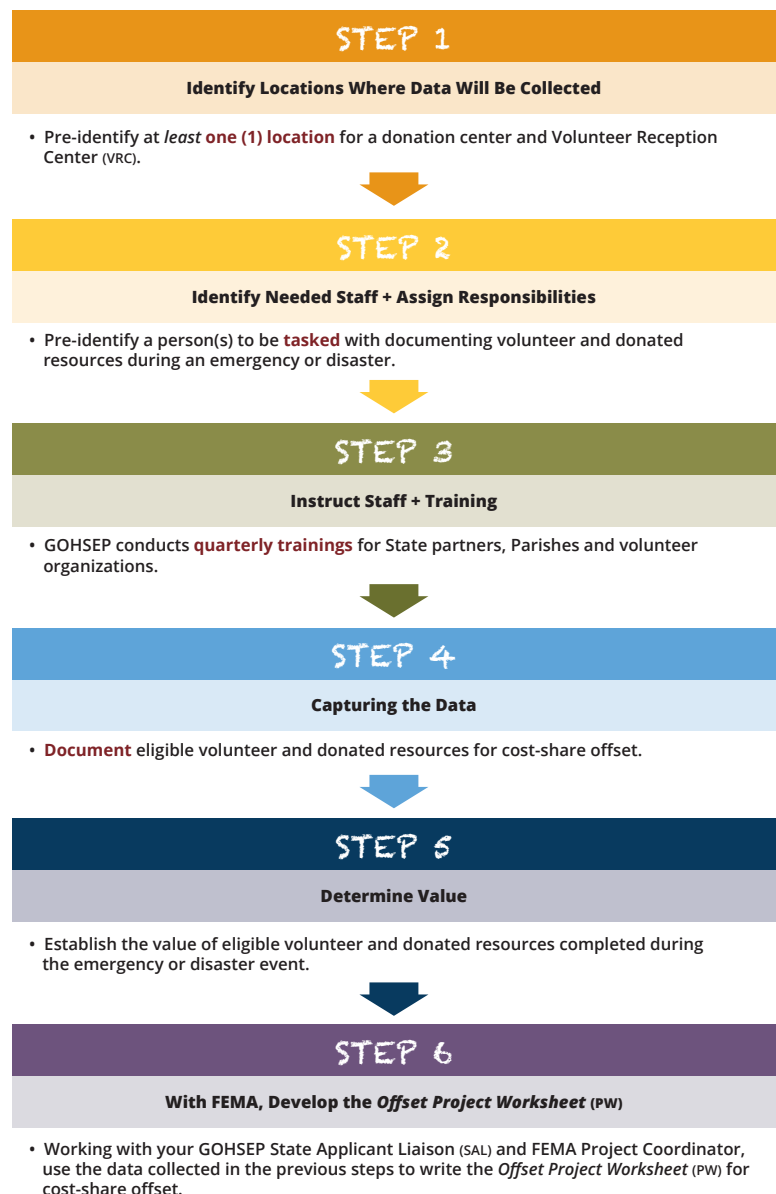 STEP 1
Identify Locations Where Data Will Be Collected
• Pre-identify at least one (1) location for a donation center and Volunteer Reception
Center (VRC).
STEP 2
Identify Needed Staff + Assign Responsibilities
• Pre-identify a person(s) to be tasked with documenting volunteer and donated
resources during an emergency or disaster.
STEP 3
Instruct Staff + Training
• GOHSEP conducts quarterly trainings for State partners, Parishes and volunteer
organizations.
STEP 4
Capturing the Data
• Document eligible volunteer and donated resources for cost-share offset.
STEP 5
Determine Value
• Establish the value of eligible volunteer and donated resources completed during
the emergency or disaster event.
STEP 6
With FEMA, Develop the Offset Project Worksheet (PW)
• Working with your GOHSEP State Applicant Liaison (SAL) and FEMA Project Coordinator,
use the data collected in the previous steps to write the Offset Project Worksheet (PW) for
cost-share offset.